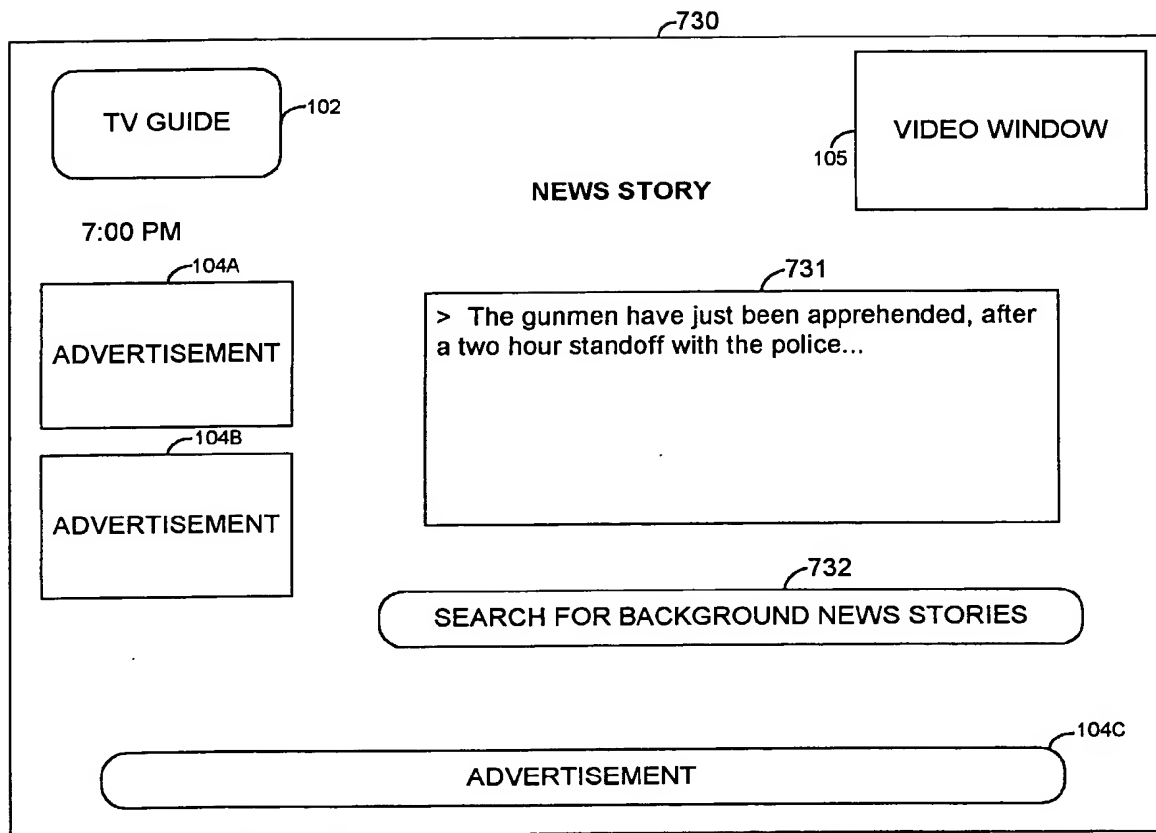 730
TV GUIDE
102
VIDEO WINDOW
105
NEWS STORY
7:00 PM
104A
ADVERTISEMENT
731
> The gunmen have just been apprehended, after
a two hour standoff with the police...
104B
ADVERTISEMENT
732
SEARCH FOR BACKGROUND NEWS STORIES
104C
ADVERTISEMENT